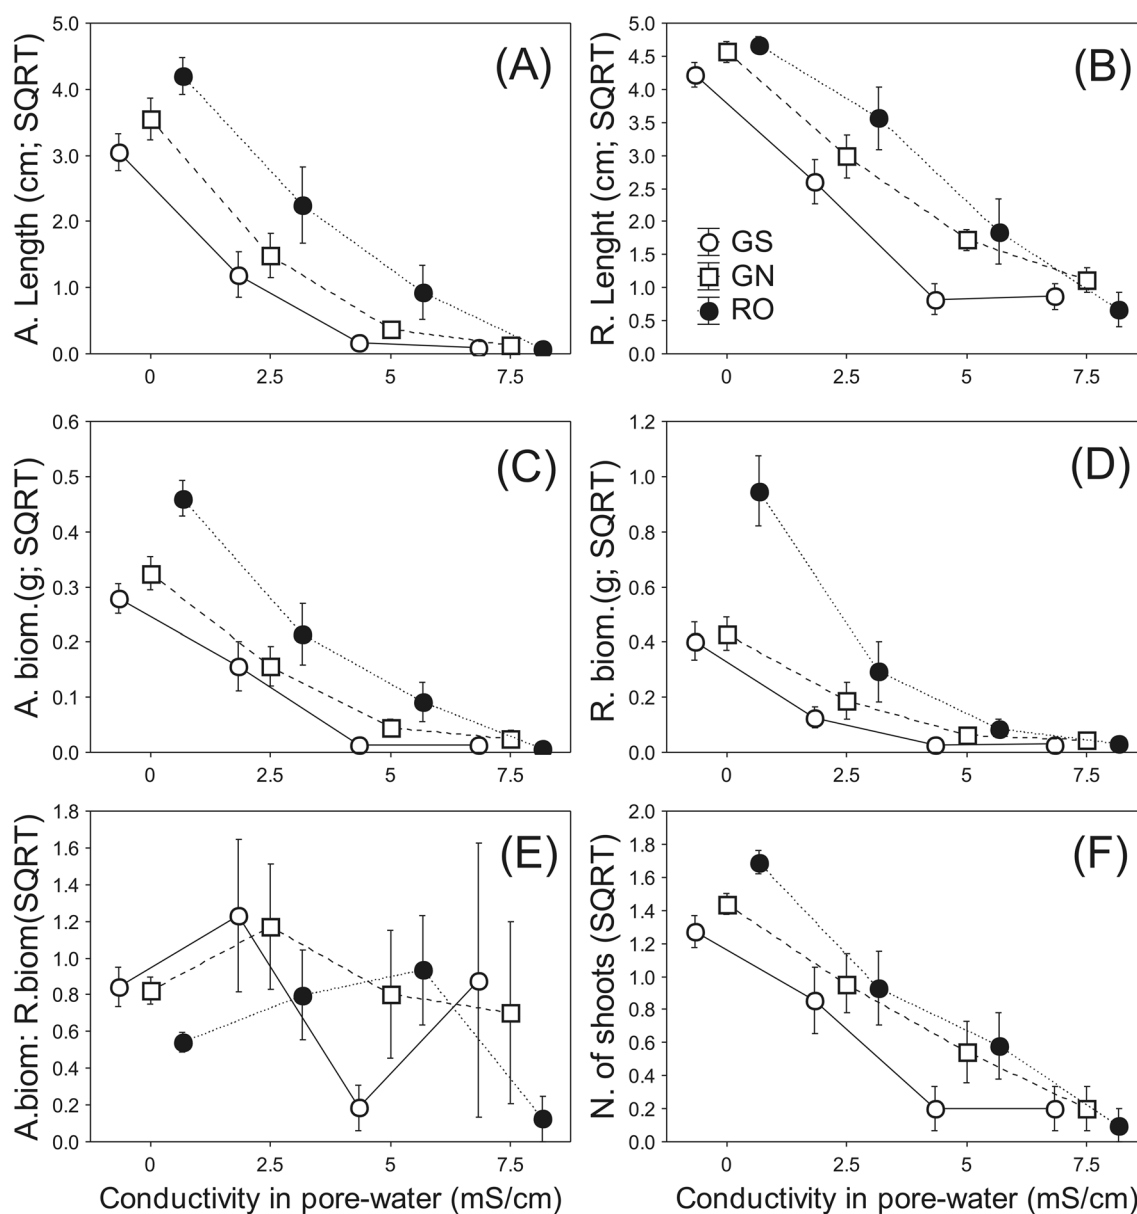 A. Length (cm; SQRT)
5.0
4.0
3.0
2.0
1.0
0.0
(A)
0 2.5 5 7.5
R. Lenght (cm; SQRT)
5.0
4.5
4.0
3.5
3.0
2.5
2.0
1.5
1.0
0.5
0.0
(B)
GS
GN
RO
0 2.5 5 7.5
A. biom.(g; SQRT)
0.6
0.5
0.4
0.3
0.2
0.1
0.0
(C)
0 2.5 5 7.5
R. biom.(g; SQRT)
1.2
1.0
0.8
0.6
0.4
0.2
0.0
(D)
0 2.5 5 7.5
A.biom: R.biom(SQRT)
1.8
1.6
1.4
1.2
1.0
0.8
0.6
0.4
0.2
0.0
(E)
0 2.5 5 7.5
Conductivity in pore-water (mS/cm)
N. of shoots (SQRT)
2.0
1.8
1.6
1.4
1.2
1.0
0.8
0.6
0.4
0.2
0.0
(F)
0 2.5 5 7.5
Conductivity in pore-water (mS/cm)